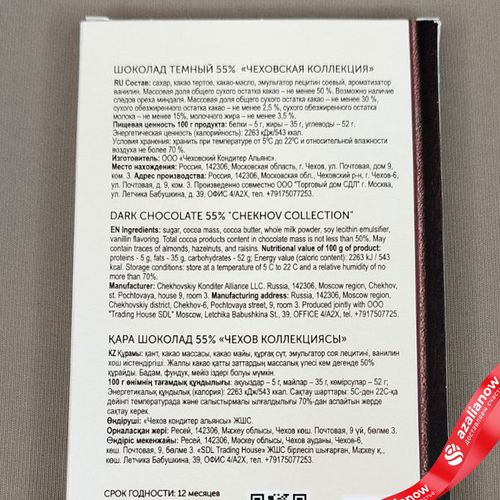 ШОКОЛАД ТЕМНЫЙ 55% «ЧЕХОВСКАЯ КОЛЛЕКЦИЯ»
RU Состав: сахар, какао тертое, какао-масло, эмульгатор лецитин соевый, ароматизатор
ванилин. Массовая доля общего сухого остатка какао – не менее 50 %. Возможно наличие
следов ореха миндаля. Массовая доля общего сухого остатка какао – не менее 30 %,
сухого обезжиренного остатка какао – не менее 2,5 %, сухого обезжиренного остатка
молока – не менее 15%, молочного жира – не менее 3,5 %.
Пищевая ценность 100 г продукта: белки – 5 г, жиры – 35 г, углеводы – 52 г.
Энергетическая ценность (калорийность): 2263 кДж/543 ккал.
Условия хранения: хранить при температуре от 5°С до 22°С и относительной влажности
воздуха не более 70 %.
Изготовитель: ООО «Чеховский Кондитер Альянс».
Место нахождения: Россия, 142306, Московская область, г. Чехов, ул. Почтовая, дом 9,
ком. 3. Адрес производства: Россия, 142306, Московская обл., Чеховский р-н, г. Чехов-6,
ул. Почтовая, д. 9, ком. 3. Произведено совместно с ООО "Торговый дом СДЛ" г. Москва,
ул. Летчика Бабушкина, д. 39, ОФИС 4/А2Х, тел. +79175077253.
DARK CHOCOLATE 55% "CHEKHOV COLLECTION"
EN Ingredients: sugar, cocoa mass, cocoa butter, whole milk powder, soy lecithin emulsifier,
vanillin flavoring. Total cocoa products content in chocolate mass is not less than 50%. May
contain traces of almonds, hazelnuts, and raisins. Nutritional value of 100 g of product:
proteins - 5 g, fats - 35 g, carbohydrates - 52 g; Energy value (caloric content): 2263 kJ / 543
kcal. Storage conditions: store at a temperature of 5 C to 22 C and a relative humidity of no
more than 70%.
Manufacturer: Chekhovskiy Konditer Alliance LLC. Russia, 142306, Moscow region, Chekhov,
st. Pochtovaya, house 9, room 3. Manufacturing address: Russia, 142306, Moscow region,
Chekhovskiy district, Chekhov-6, Pochtovaya street 9, room 3. Produced jointly with OOO
"Trading House SDL" Moscow, Letchika Babushkina St., 39, OFFICE 4/A2X, tel. +7917507725.
ҚАРА ШОКОЛАД 55% «ЧЕХОВ КОЛЛЕКЦИЯСЫ»
KZ Құрамы: қант, какао массасы, какао майы, құрғақ сүт, эмульгатор соя лецитині, ванилин
хош иістендіргіші. Жалпы какао қатты заттардың массалық үлесі кем дегенде 50%
құрайды. Бадам, фундук, мейіз іздері болуы мүмкін.
100 г өнімнің тағамдық құндылығы: ақуыздар – 5 г, майлар – 35 г, көмірсулар – 52 г;
Энергетикалық құндылық (калория): 2263 кДж/543 ккал. Сақтау шарттары: 5С-ден 22С-қа
дейінгі температурада және салыстырмалы ылғалдылығы 70%-дан аспайтын жерде
сақтау керек.
Өндіруші: «Чехов кондитер альянсы» ЖШС.
Орналасқан жері: Ресей, 142306, Мәскеу облысы, Чехов қаласы, Почтовая көш. 9 үй, бөлме 3.
Өндіріс мекенжайы: Ресей, 142306, Мәскеу облысы, Чехов ауданы, Чехов-6,
Почтовая көш. 9, ком. 3. «SDL Trading House» ЖШС бірлесіп шығарған, Мәскеу қ.,
көш. Летчика Бабушкина, 39, ОФИС 4/А2Х, тел. +79175077253.
СРОК ГОДНОСТИ: 12 месяцев
azalianow
доставляем счастье